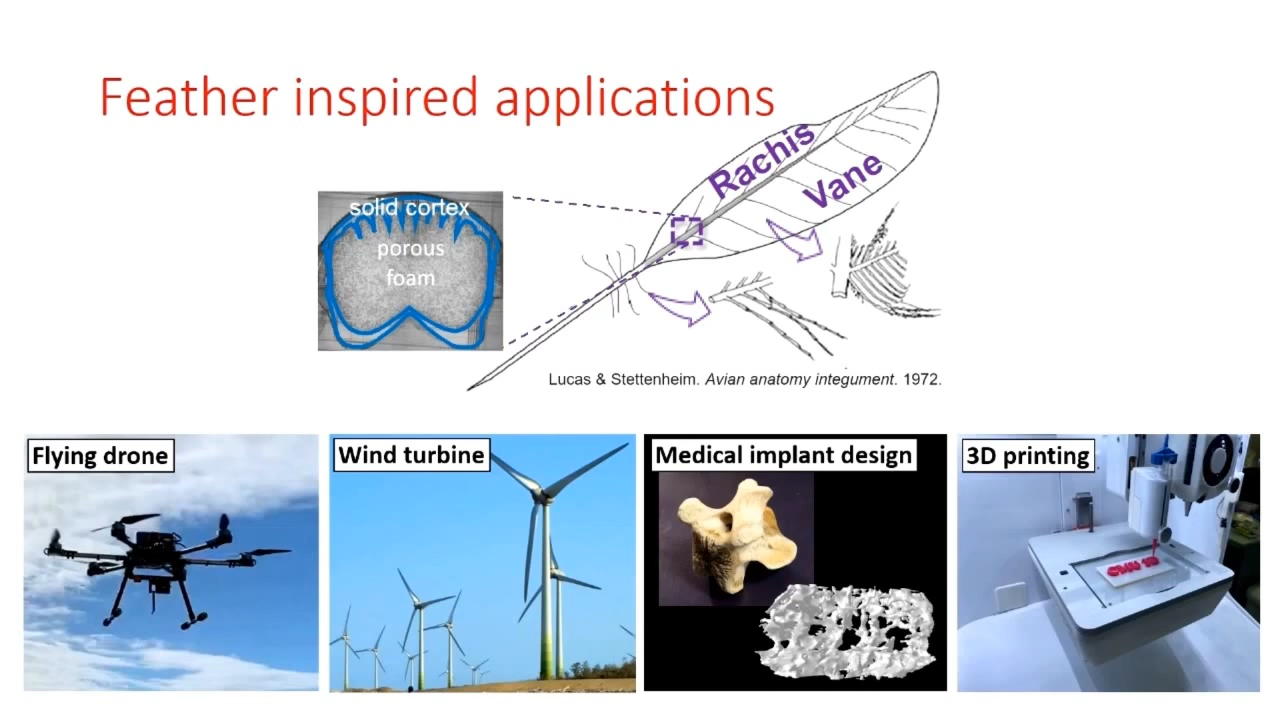 Feather inspired applications
Rachis
Vane
solid cortex
porous
foam
Lucas & Stettenheim. Avian anatomy integument. 1972.
Flying drone
Wind turbine
Medical implant design
3D printing